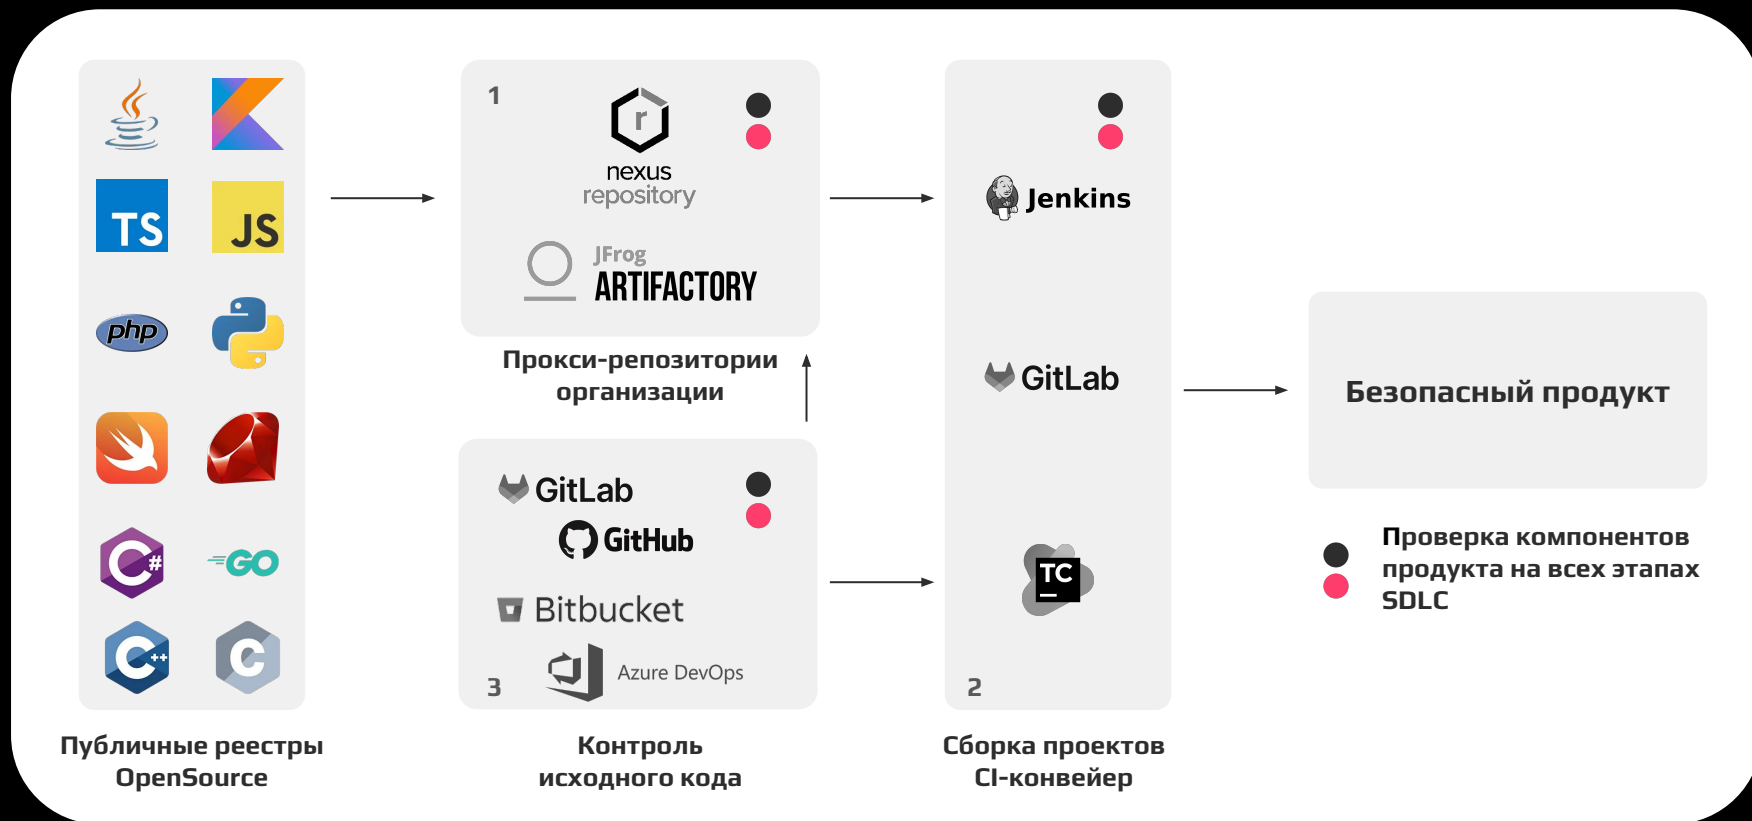 TS
JS
php
C#
GO
C++
C
Публичные реестры
OpenSource
1
r
nexus
repository
JFrog
ARTIFACTORY
Прокси-репозитории
организации
GitLab
GitHub
Bitbucket
Azure DevOps
3
Контроль
исходного кода
Jenkins
GitLab
TC
2
Сборка проектов
CI-конвейер
Безопасный продукт
Проверка компонентов
продукта на всех этапах
SDLC